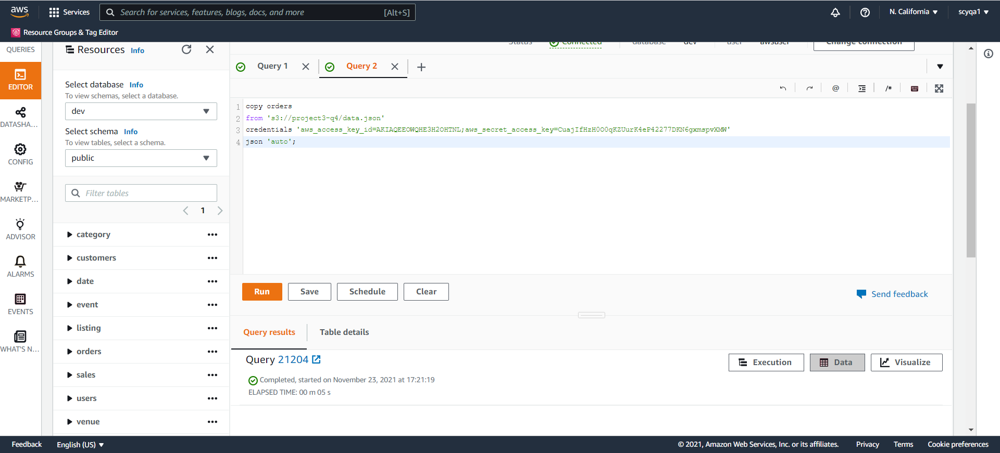 aws
Services
Search for services, features, blogs, docs, and more
[Alt+S]
N. California
scyqa1
Resource Groups & Tag Editor
QUERIES
EDITOR
DATASHA...
CONFIG
MARKETP...
ADVISOR
ALARMS
EVENTS
WHAT'S N...
Resources Info
Select database Info
To view schemas, select a database.
dev
Select schema Info
To view tables, select a schema.
public
Filter tables
1
category
customers
date
event
listing
orders
sales
users
venue
Status Connected database dev user awsuser Change connection
Query 1
Query 2
@ /*
1 copy orders
2 from 's3://project3-q4/data.json'
3 credentials 'aws_access_key_id=;aws_secret_access_key='
4 json 'auto';
Run
Save
Schedule
Clear
Send feedback
Query results
Table details
Query 21204
Execution
Data
Visualize
Completed, started on November 23, 2021 at 17:21:19
ELAPSED TIME: 00 m 05 s
Feedback
English (US)
© 2021, Amazon Web Services, Inc. or its affiliates.
Privacy
Terms
Cookie preferences